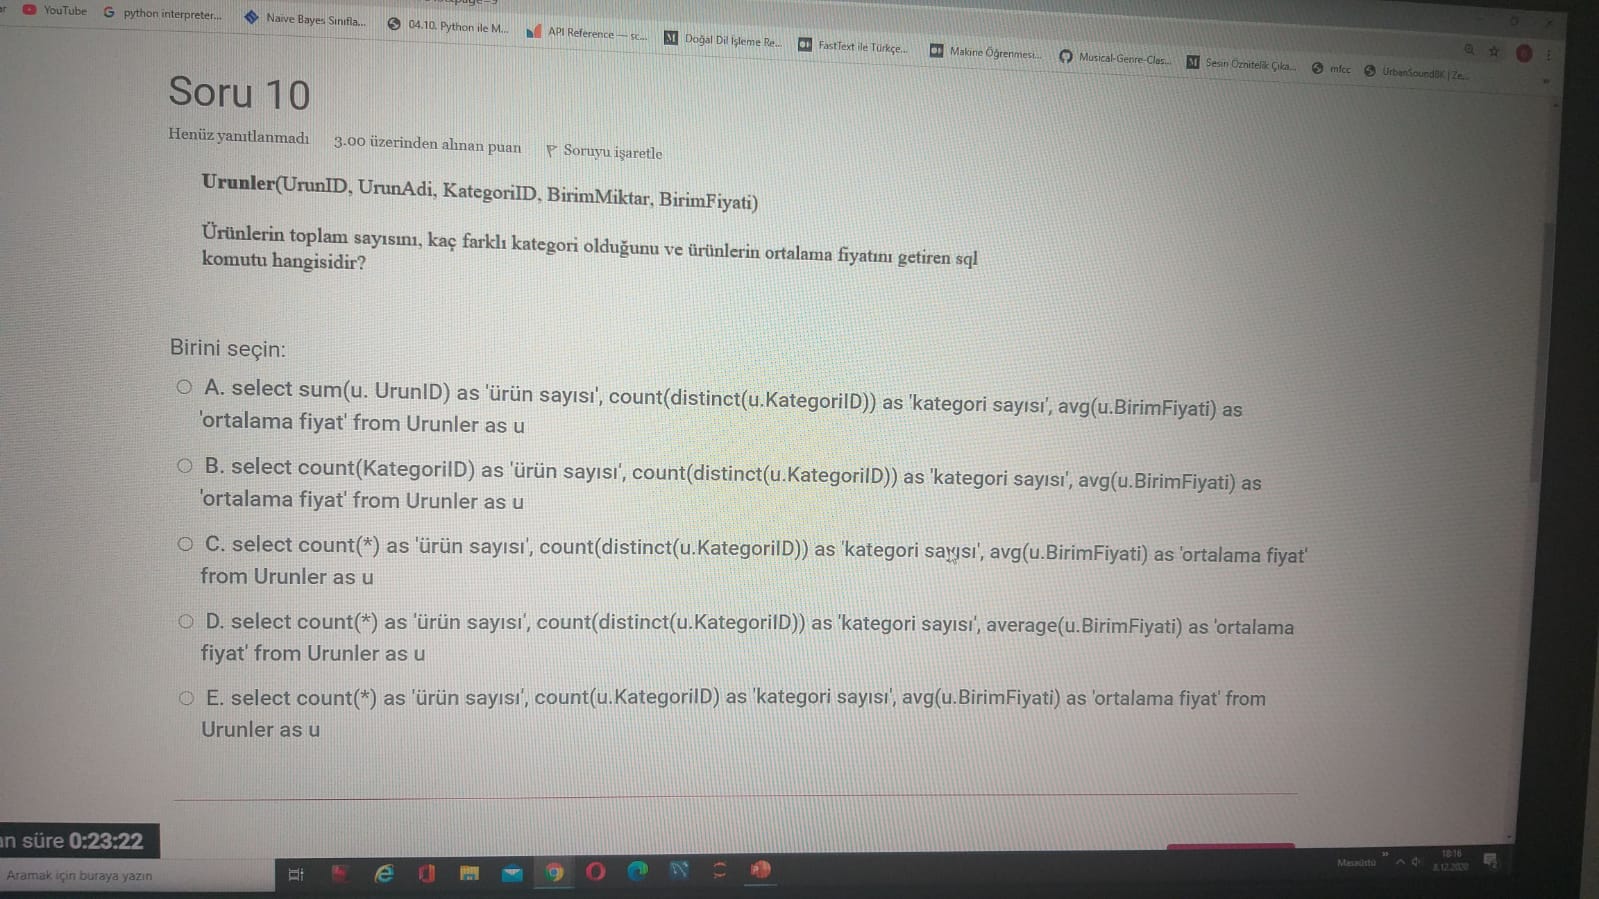 YouTube
python interpreter...
Naive Bayes Sınıfla...
04.10. Python ile M...
API Reference — sc...
Doğal Dil İşleme Re...
FastText ile Türkçe...
Makine Öğrenmesi...
Musical-Genre-Clas...
Sesin Öznitelik Çıka...
mfcc
UrbanSound8K | Ze...
Soru 10
Henüz yanıtlanmadı 3.00 üzerinden alınan puan Soruyu işaretle
Urunler(UrunID, UrunAdi, KategoriID, BirimMiktar, BirimFiyati)
Ürünlerin toplam sayısını, kaç farklı kategori olduğunu ve ürünlerin ortalama fiyatını getiren sql
komutu hangisidir?
Birini seçin:
A. select sum(u. UrunID) as 'ürün sayısı', count(distinct(u.KategoriID)) as 'kategori sayısı', avg(u.BirimFiyati) as
'ortalama fiyat' from Urunler as u
B. select count(KategoriID) as 'ürün sayısı', count(distinct(u.KategoriID)) as 'kategori sayısı', avg(u.BirimFiyati) as
'ortalama fiyat' from Urunler as u
C. select count(*) as 'ürün sayısı', count(distinct(u.KategoriID)) as 'kategori sayısı', avg(u.BirimFiyati) as 'ortalama fiyat'
from Urunler as u
D. select count(*) as 'ürün sayısı', count(distinct(u.KategoriID)) as 'kategori sayısı', average(u.BirimFiyati) as 'ortalama
fiyat' from Urunler as u
E. select count(*) as 'ürün sayısı', count(u.KategoriID) as 'kategori sayısı', avg(u.BirimFiyati) as 'ortalama fiyat' from
Urunler as u
an süre 0:23:22
Aramak için buraya yazın
Masaüstü
18:16
8.12.2020